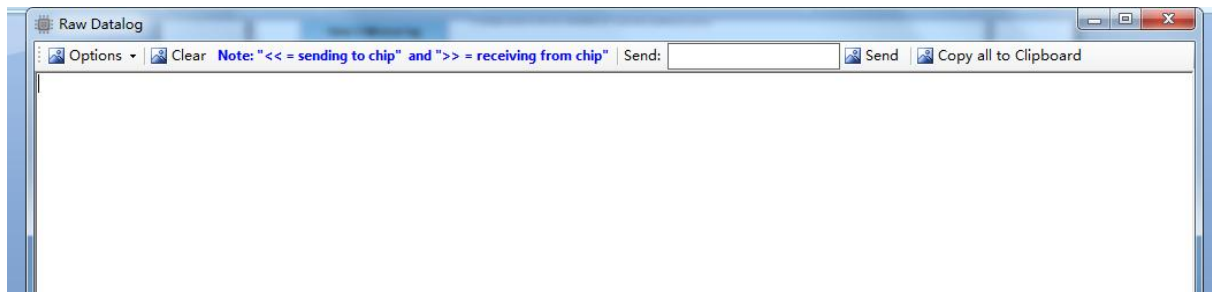 Raw Datalog
Options Clear Note: "<< = sending to chip" and ">> = receiving from chip" Send: Send Copy all to Clipboard